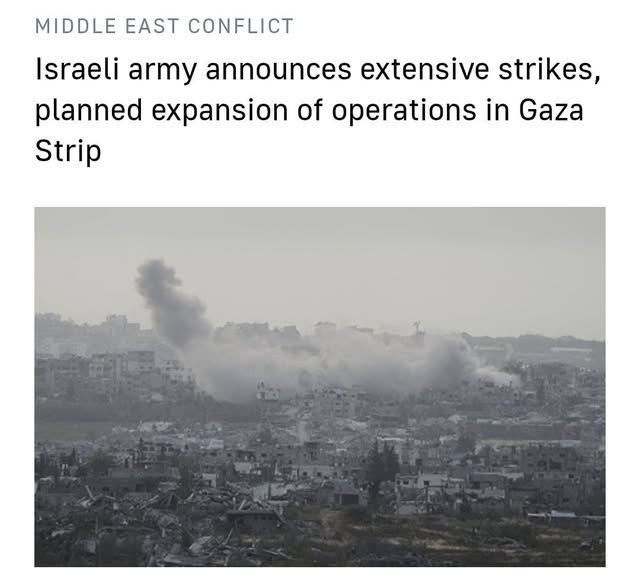 MIDDLE EAST CONFLICT
Israeli army announces extensive strikes,
planned expansion of operations in Gaza
Strip